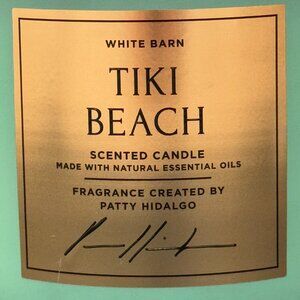 WHITE BARN
TIKI
BEACH
SCENTED CANDLE
MADE WITH NATURAL ESSENTIAL OILS
FRAGRANCE CREATED BY
PATTY HIDALGO